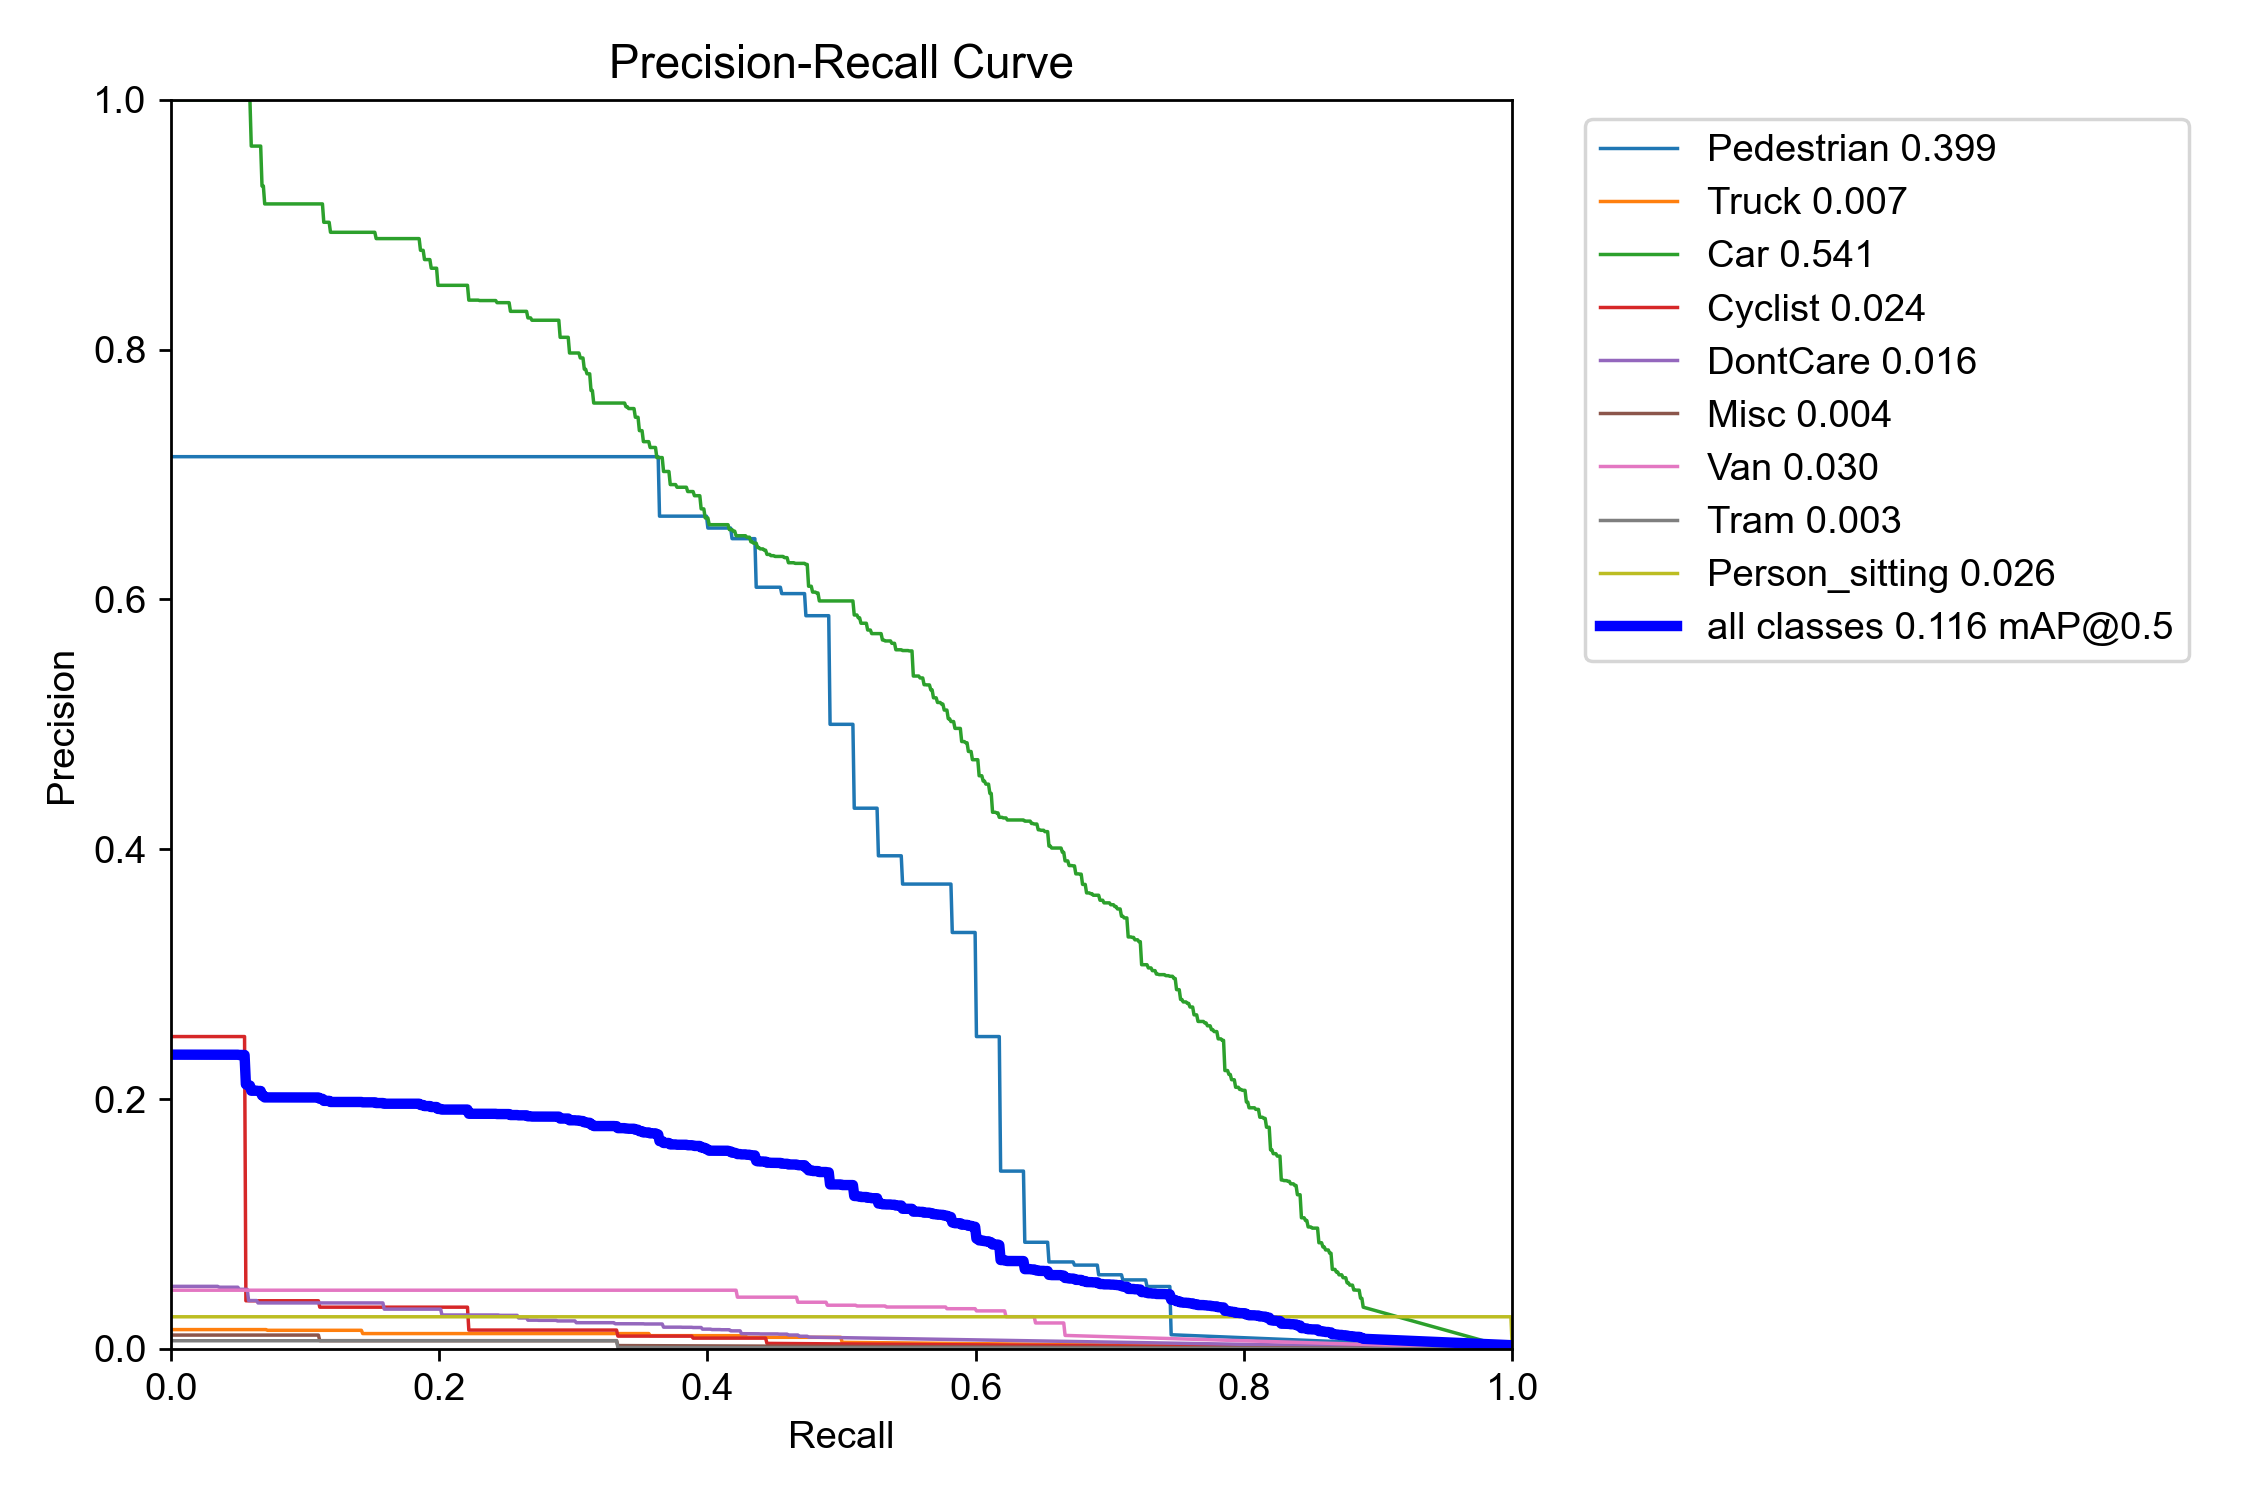 Precision-Recall Curve
1.0
0.8
0.6
0.4
0.2
0.0
Precision
0.0 0.2 0.4 0.6 0.8 1.0
Recall
Pedestrian 0.399
Truck 0.007
Car 0.541
Cyclist 0.024
DontCare 0.016
Misc 0.004
Van 0.030
Tram 0.003
Person_sitting 0.026
all classes 0.116 mAP@0.5